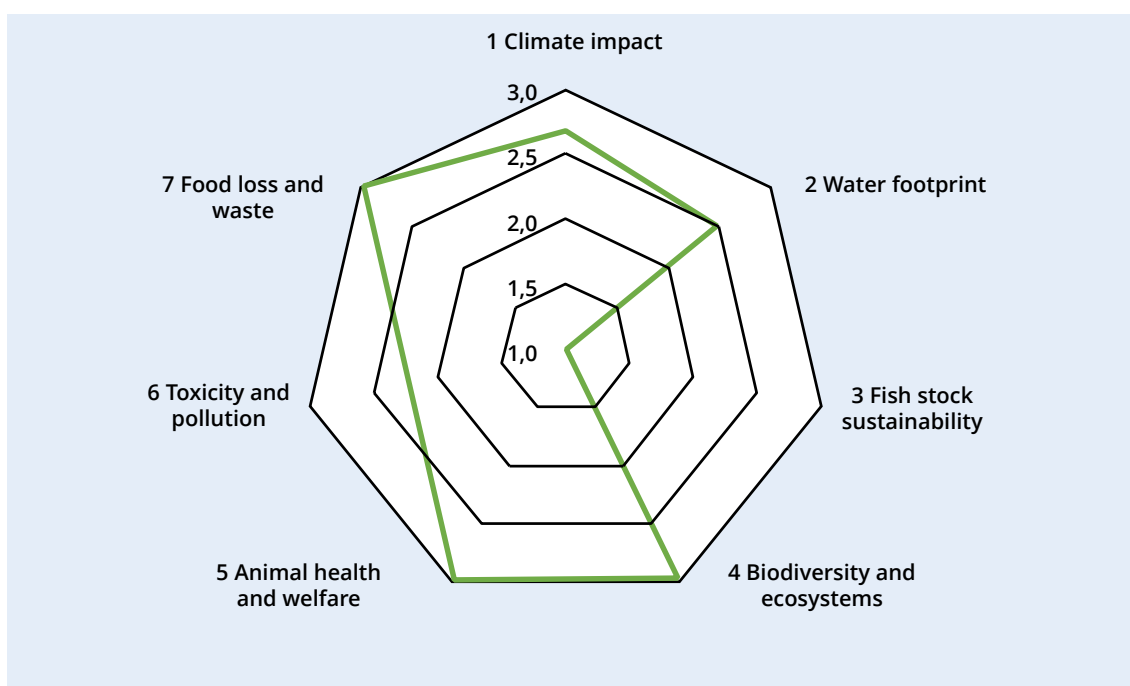 1 Climate impact
3,0
2,5
7 Food loss and
waste
2 Water footprint
2,0
1,5
1,0
6 Toxicity and
pollution
3 Fish stock
sustainability
5 Animal health
and welfare
4 Biodiversity and
ecosystems